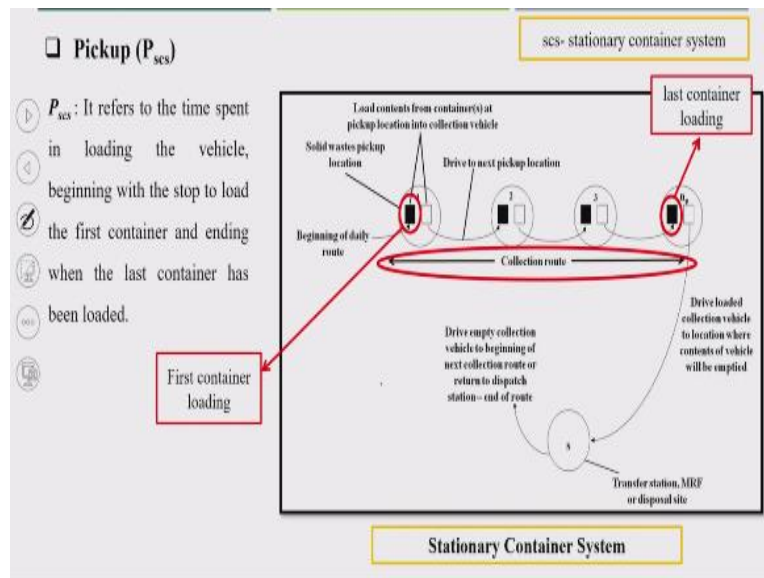 ❑ Pickup (Pscs)
scs- stationary container system
Pscs : It refers to the time spent
in loading the vehicle,
beginning with the stop to load
the first container and ending
when the last container has
been loaded.
last container
loading
Load contents from container(s) at
pickup location into collection vehicle
Solid wastes pickup
location
Drive to next pickup location
1
2
3
Beginning of daily
route
Collection route
Drive loaded
collection vehicle
to location where
contents of vehicle
will be emptied
Drive empty collection
vehicle to beginning of
next collection route or
return to dispatch
station– end of route
First container
loading
s
Transfer station, MRF
or disposal site
Stationary Container System